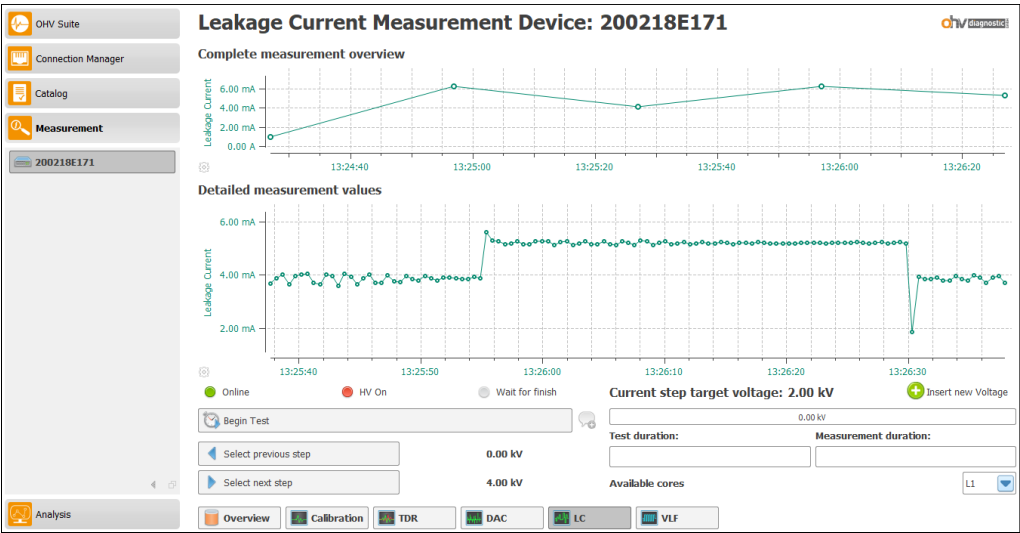 OHV Suite
Connection Manager
Catalog
Measurement
200218E171
Analysis
Leakage Current Measurement Device: 200218E171
ohv diagnostic
Complete measurement overview
Leakage Current
6.00 mA
4.00 mA
2.00 mA
0.00 A
13:24:40 13:25:00 13:25:20 13:25:40 13:26:00 13:26:20
Detailed measurement values
Leakage Current
6.00 mA
4.00 mA
2.00 mA
13:25:40 13:25:50 13:26:00 13:26:10 13:26:20 13:26:30
Online HV On Wait for finish Current step target voltage: 2.00 kV Insert new Voltage
Begin Test 0.00 kV
Test duration: Measurement duration:
Select previous step 0.00 kV
Select next step 4.00 kV Available cores L1
Overview Calibration TDR DAC LC VLF